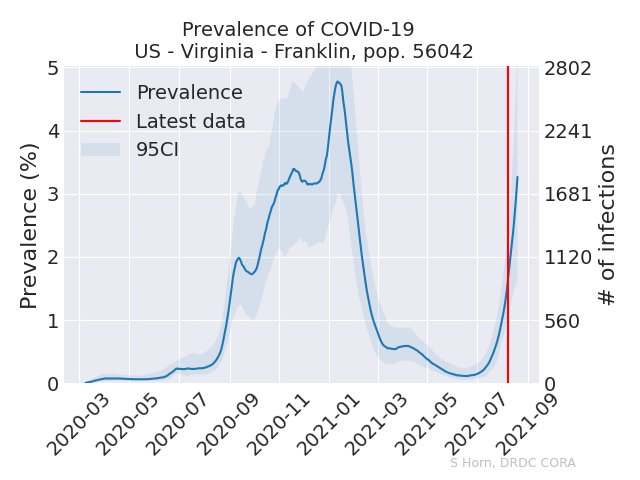 Prevalence of COVID-19
US - Virginia - Franklin, pop. 56042
Prevalence
Latest data
95CI
Prevalence (%)
5
4
3
2
1
0
2802
2241
1681
1120
560
0
# of infections
2020-03
2020-05
2020-07
2020-09
2020-11
2021-01
2021-03
2021-05
2021-07
2021-09
S Horn, DRDC CORA